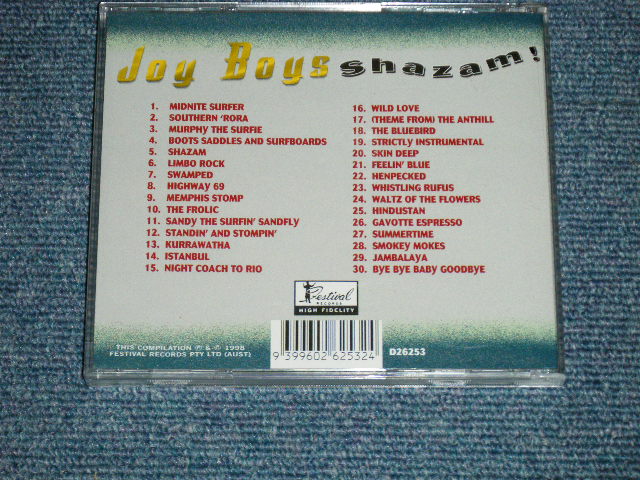 Joy Boys Shazam!
1. MIDNITE SURFER
2. SOUTHERN 'RORA
3. MURPHY THE SURFIE
4. BOOTS SADDLES AND SURFBOARDS
5. SHAZAM
6. LIMBO ROCK
7. SWAMPED
8. HIGHWAY 69
9. MEMPHIS STOMP
10. THE FROLIC
11. SANDY THE SURFIN' SANDFLY
12. STANDIN' AND STOMPIN'
13. KURRAWATHA
14. ISTANBUL
15. NIGHT COACH TO RIO
16. WILD LOVE
17. (THEME FROM) THE ANTHILL
18. THE BLUEBIRD
19. STRICTLY INSTRUMENTAL
20. SKIN DEEP
21. FEELIN' BLUE
22. HENPECKED
23. WHISTLING RUFUS
24. WALTZ OF THE FLOWERS
25. HINDUSTAN
26. GAVOTTE ESPRESSO
27. SUMMERTIME
28. SMOKEY MOKES
29. JAMBALAYA
30. BYE BYE BABY GOODBYE
Festival
RECORDS
HIGH FIDELITY
THIS COMPILATION ℗ & © 1998
FESTIVAL RECORDS PTY LTD (AUST)
9 399602 625324
D26253